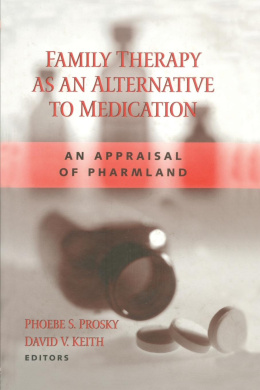 FAMILY THERAPY
AS AN ALTERNATIVE
TO MEDICATION
AN APPRAISAL
OF PHARMLAND
PHOEBE S. PROSKY
DAVID V. KEITH
EDITORS